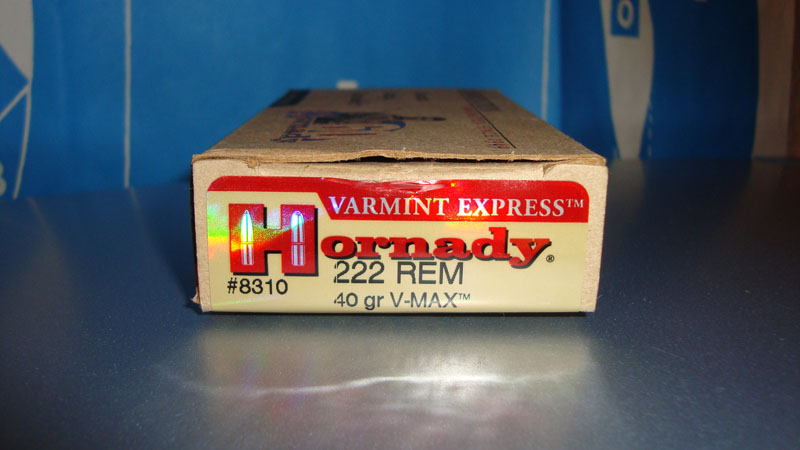 VARMINT EXPRESS™
Hornady®
222 REM
#8310
40 gr V-MAX™